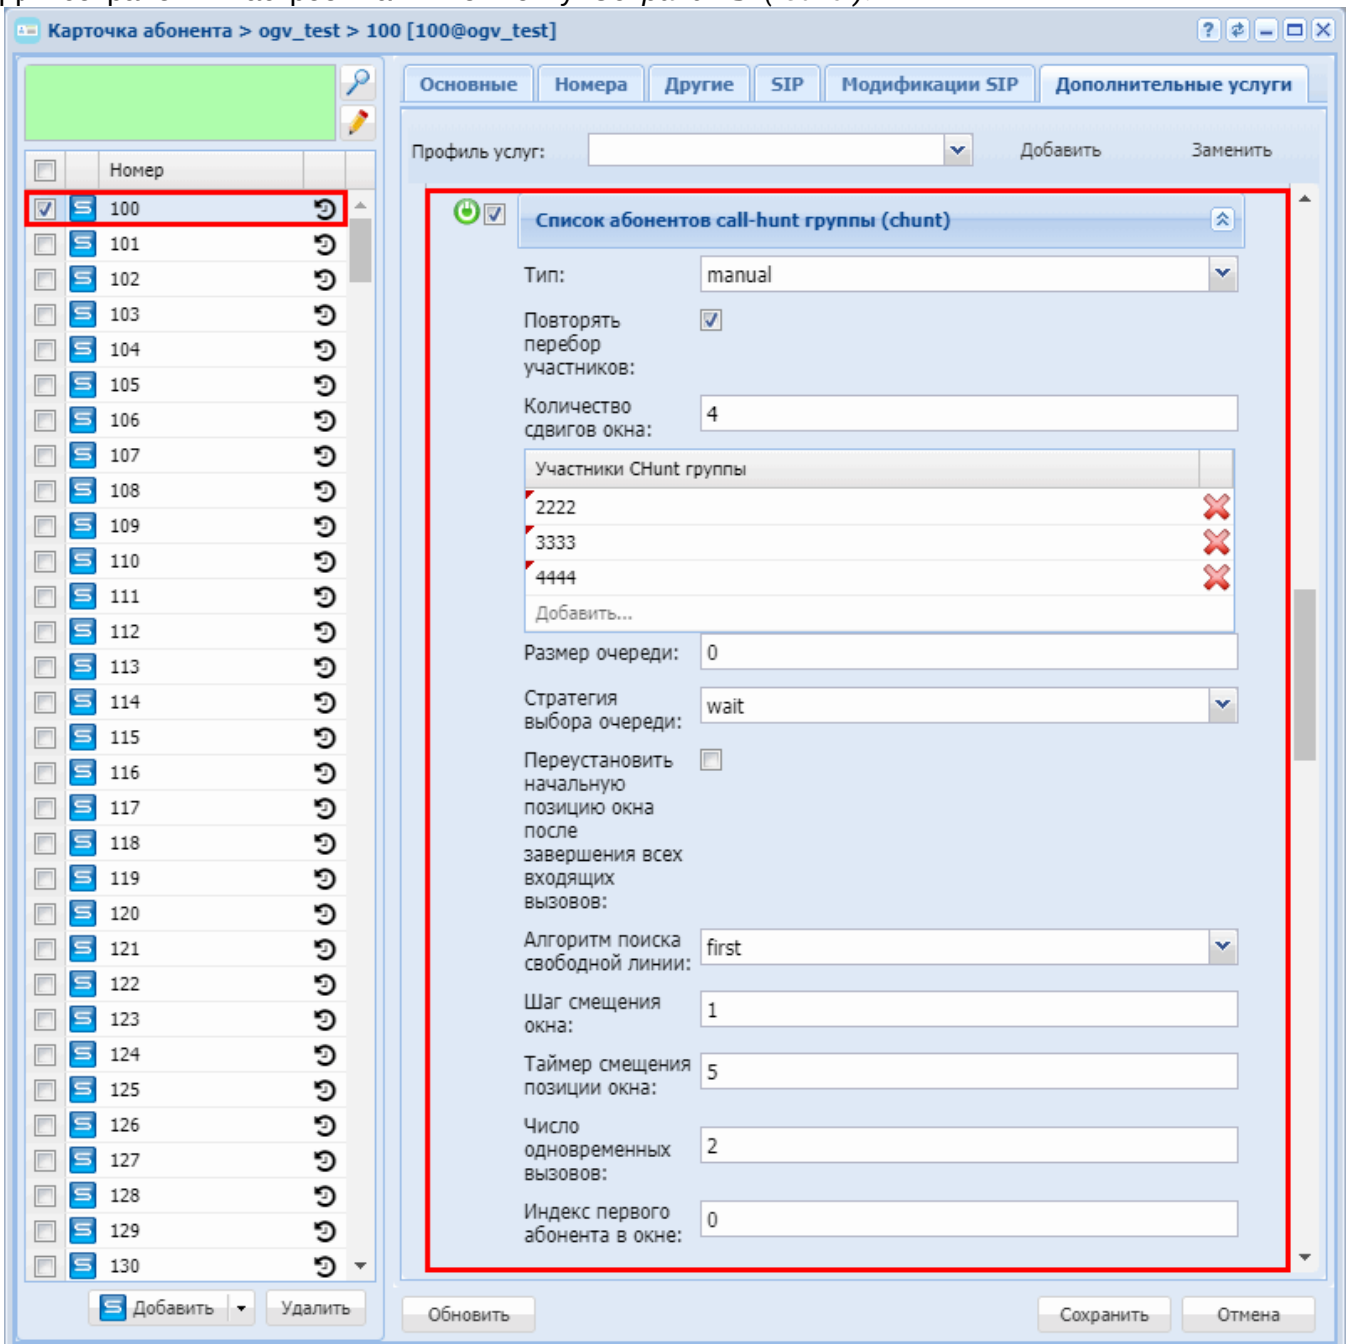 Карточка абонента > ogv_test > 100 [100@ogv_test]
Номер
100
101
102
103
104
105
106
107
108
109
110
111
112
113
114
115
116
117
118
119
120
121
122
123
124
125
126
127
128
129
130
Добавить
Удалить
Основные
Номера
Другие
SIP
Модификации SIP
Дополнительные услуги
Профиль услуг:
Добавить
Заменить
Список абонентов call-hunt группы (chunt)
Тип:
manual
Повторять
перебор
участников:
Количество
сдвигов окна:
4
Участники CHunt группы
2222
3333
4444
Добавить...
Размер очереди:
0
Стратегия
выбора очереди:
wait
Переустановить
начальную
позицию окна
после
завершения всех
входящих
вызовов:
Алгоритм поиска
свободной линии:
first
Шаг смещения
окна:
1
Таймер смещения
позиции окна:
5
Число
одновременных
вызовов:
2
Индекс первого
абонента в окне:
0
Обновить
Сохранить
Отмена